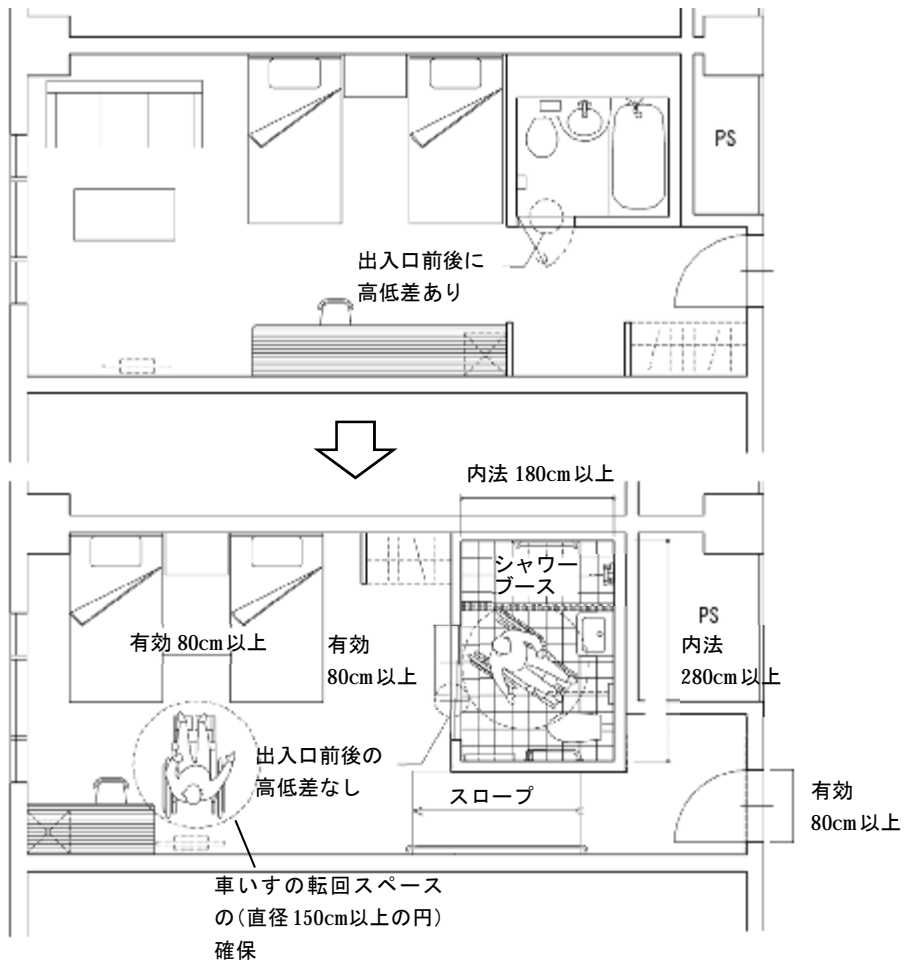 PS
出入口前後に
高低差あり
内法 180cm以上
シャワー
ブース
PS
有効 80cm以上
有効
80cm以上
内法
280cm以上
出入口前後の
高低差なし
スロープ
有効
80cm以上
車いすの転回スペース
の(直径 150cm以上の円)
確保